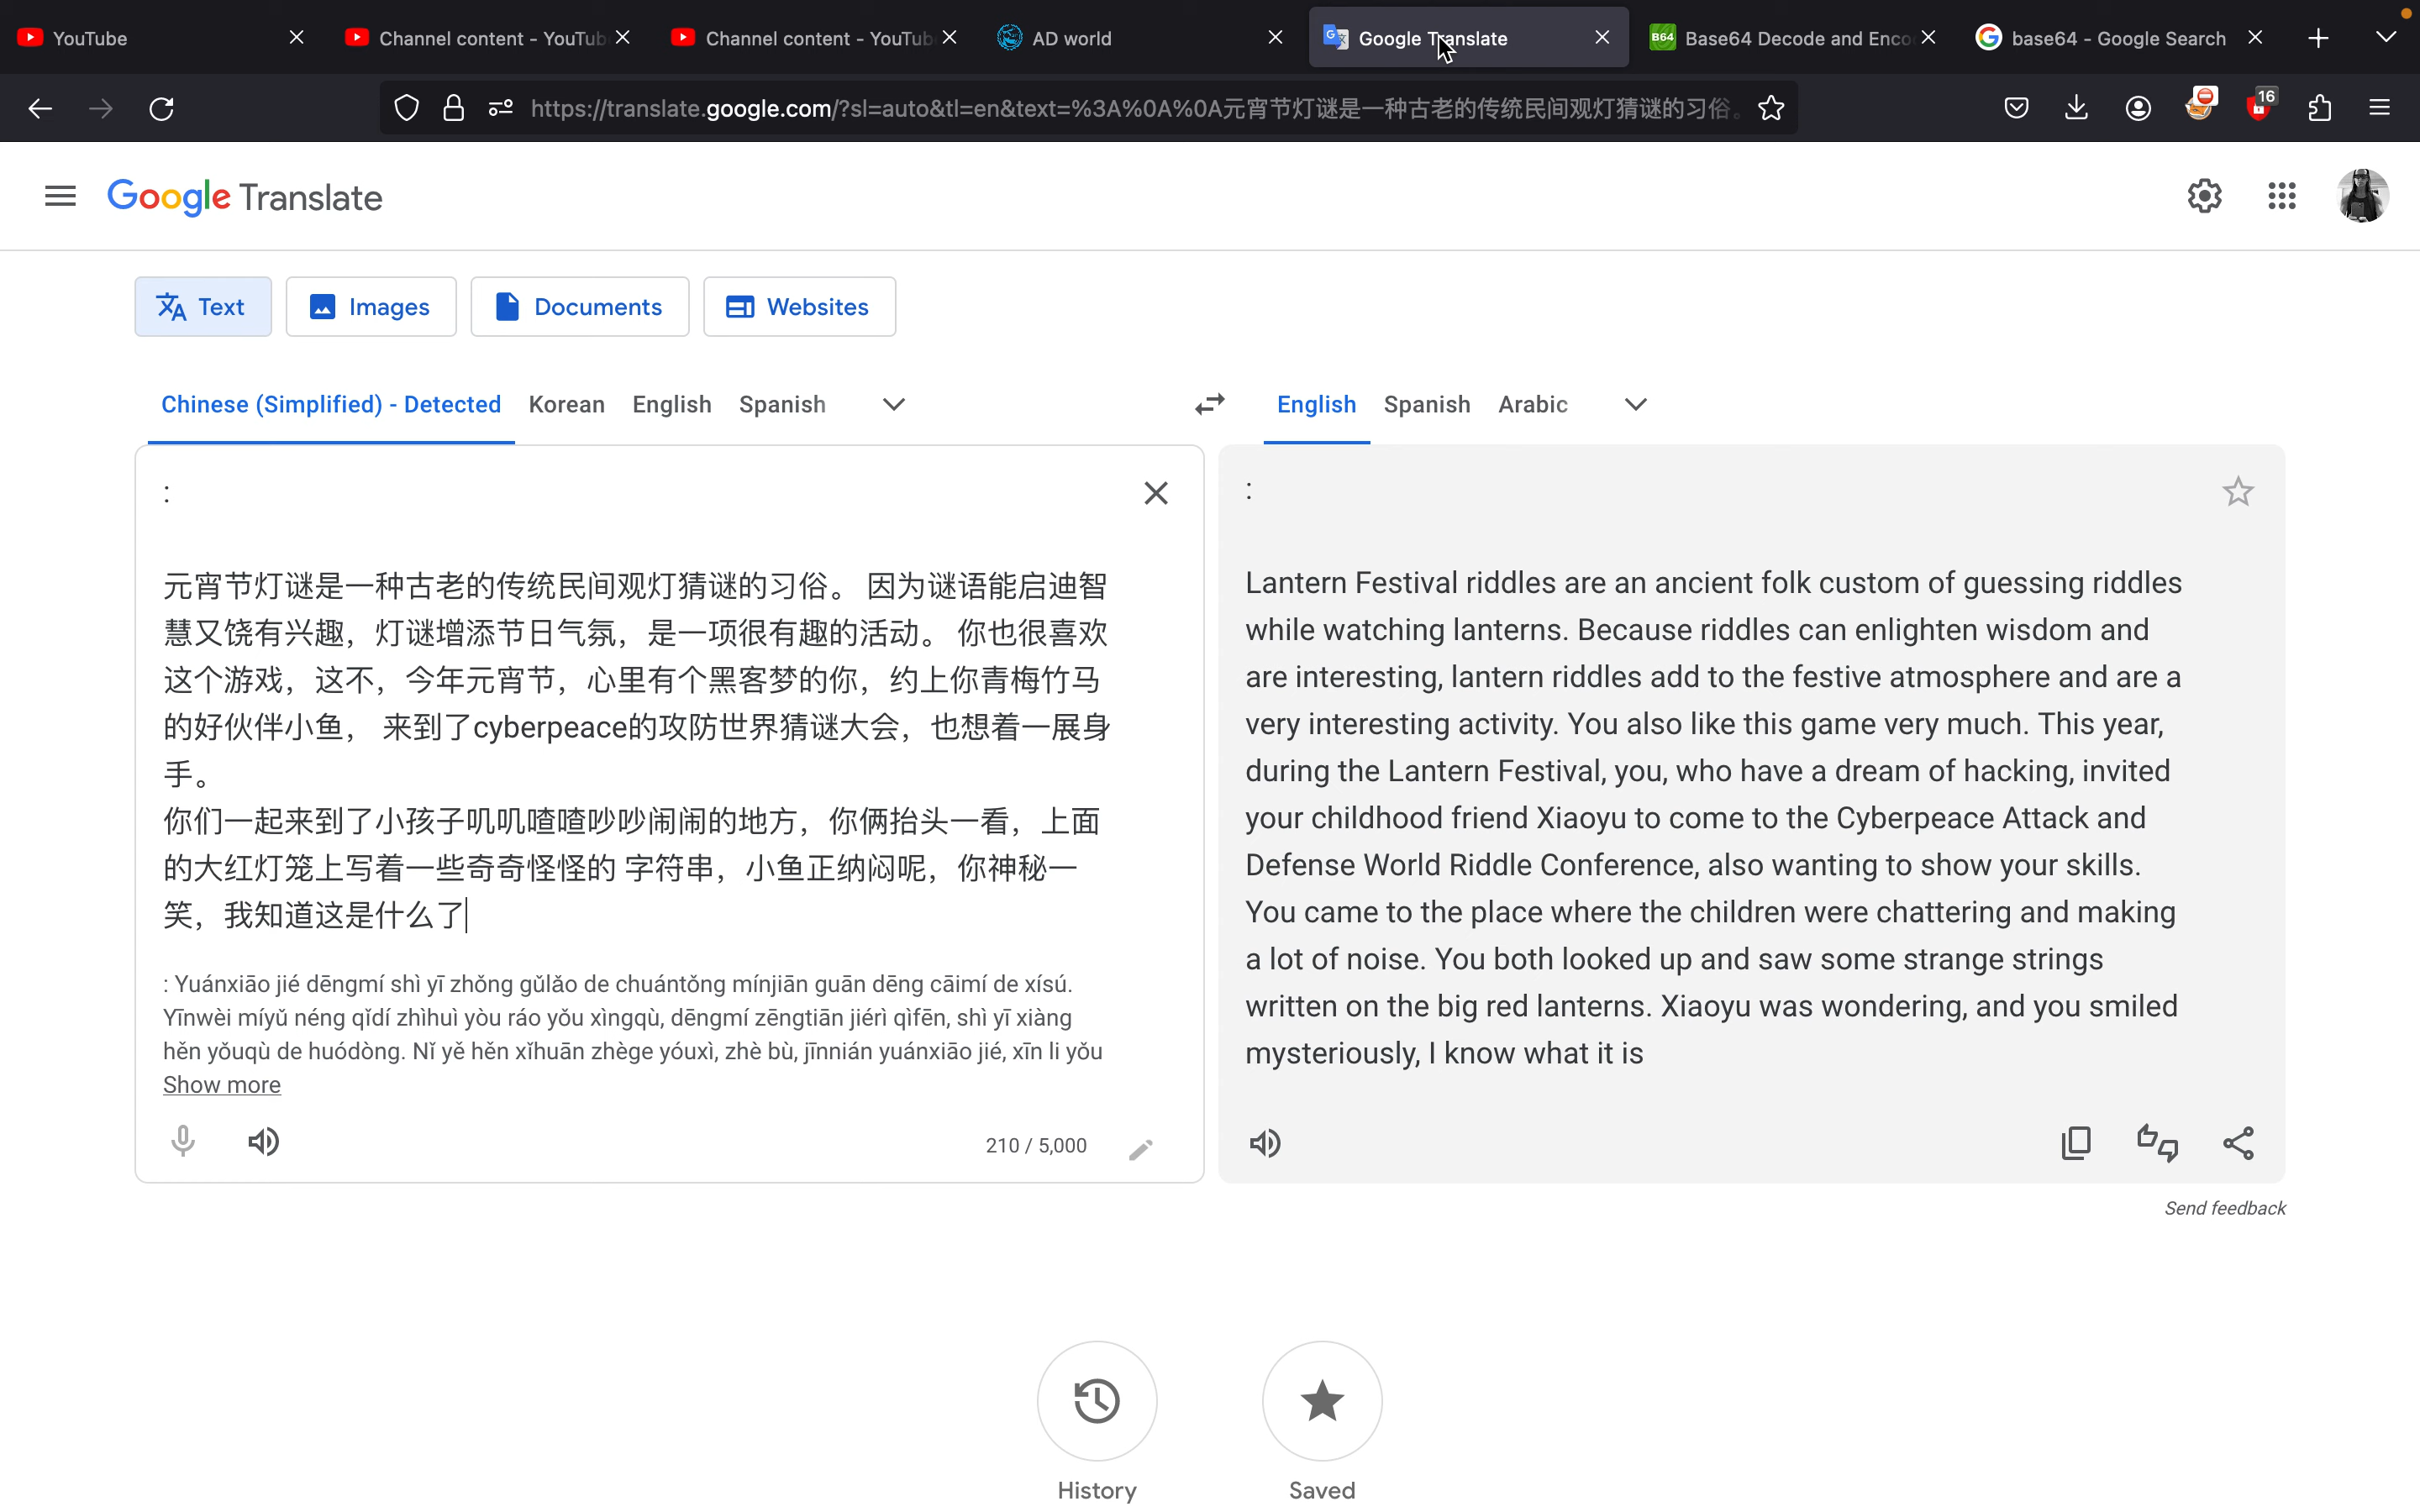 YouTube
Channel content - YouTub
Channel content - YouTub
AD world
Google Translate
B64
Base64 Decode and Enco
base64 - Google Search
https://translate.google.com/?sl=auto&tl=en&text=%3A%0A%0A元宵节灯谜是一种古老的传统民间观灯猜谜的习俗。
16
Google Translate
Text
Images
Documents
Websites
Chinese (Simplified) - Detected
Korean
English
Spanish
English
Spanish
Arabic
:
元宵节灯谜是一种古老的传统民间观灯猜谜的习俗。 因为谜语能启迪智
慧又饶有兴趣，灯谜增添节日气氛，是一项很有趣的活动。 你也很喜欢
这个游戏，这不，今年元宵节，心里有个黑客梦的你，约上你青梅竹马
的好伙伴小鱼， 来到了cyberpeace的攻防世界猜谜大会，也想着一展身
手。
你们一起来到了小孩子叽叽喳喳吵吵闹闹的地方，你俩抬头一看，上面
的大红灯笼上写着一些奇奇怪怪的 字符串，小鱼正纳闷呢，你神秘一
笑，我知道这是什么了
: Yuánxiāo jié dēngmí shì yī zhǒng gǔlǎo de chuántǒng mínjiān guān dēng cāimí de xísú.
Yīnwèi míyǔ néng qǐdí zhìhuì yòu ráo yǒu xìngqù, dēngmí zēngtiān jiérì qìfēn, shì yī xiàng
hěn yǒuqù de huódòng. Nǐ yě hěn xǐhuān zhège yóuxì, zhè bù, jīnnián yuánxiāo jié, xīn li yǒu
Show more
210 / 5,000
:
Lantern Festival riddles are an ancient folk custom of guessing riddles
while watching lanterns. Because riddles can enlighten wisdom and
are interesting, lantern riddles add to the festive atmosphere and are a
very interesting activity. You also like this game very much. This year,
during the Lantern Festival, you, who have a dream of hacking, invited
your childhood friend Xiaoyu to come to the Cyberpeace Attack and
Defense World Riddle Conference, also wanting to show your skills.
You came to the place where the children were chattering and making
a lot of noise. You both looked up and saw some strange strings
written on the big red lanterns. Xiaoyu was wondering, and you smiled
mysteriously, I know what it is
Send feedback
History
Saved